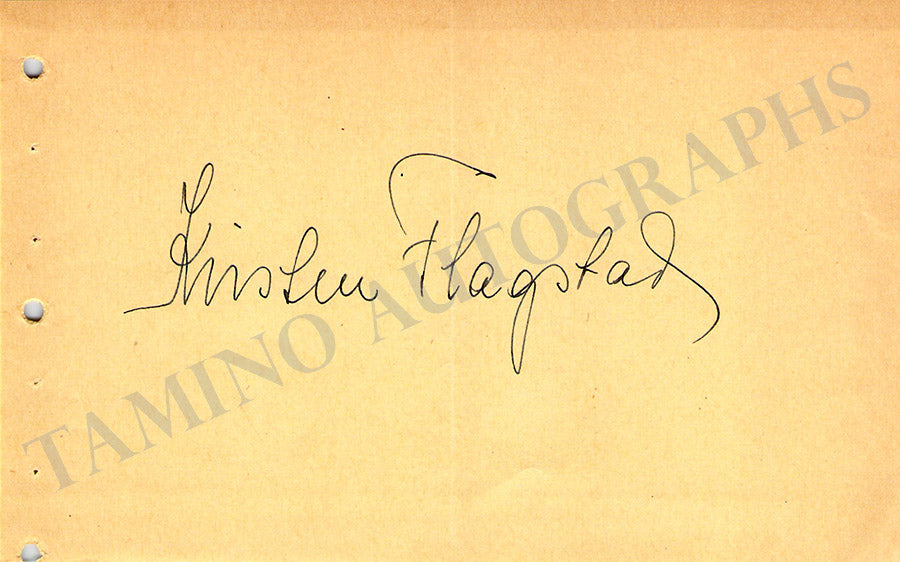 Kirsten Flagstad
TAMINO AUTOGRAPHS